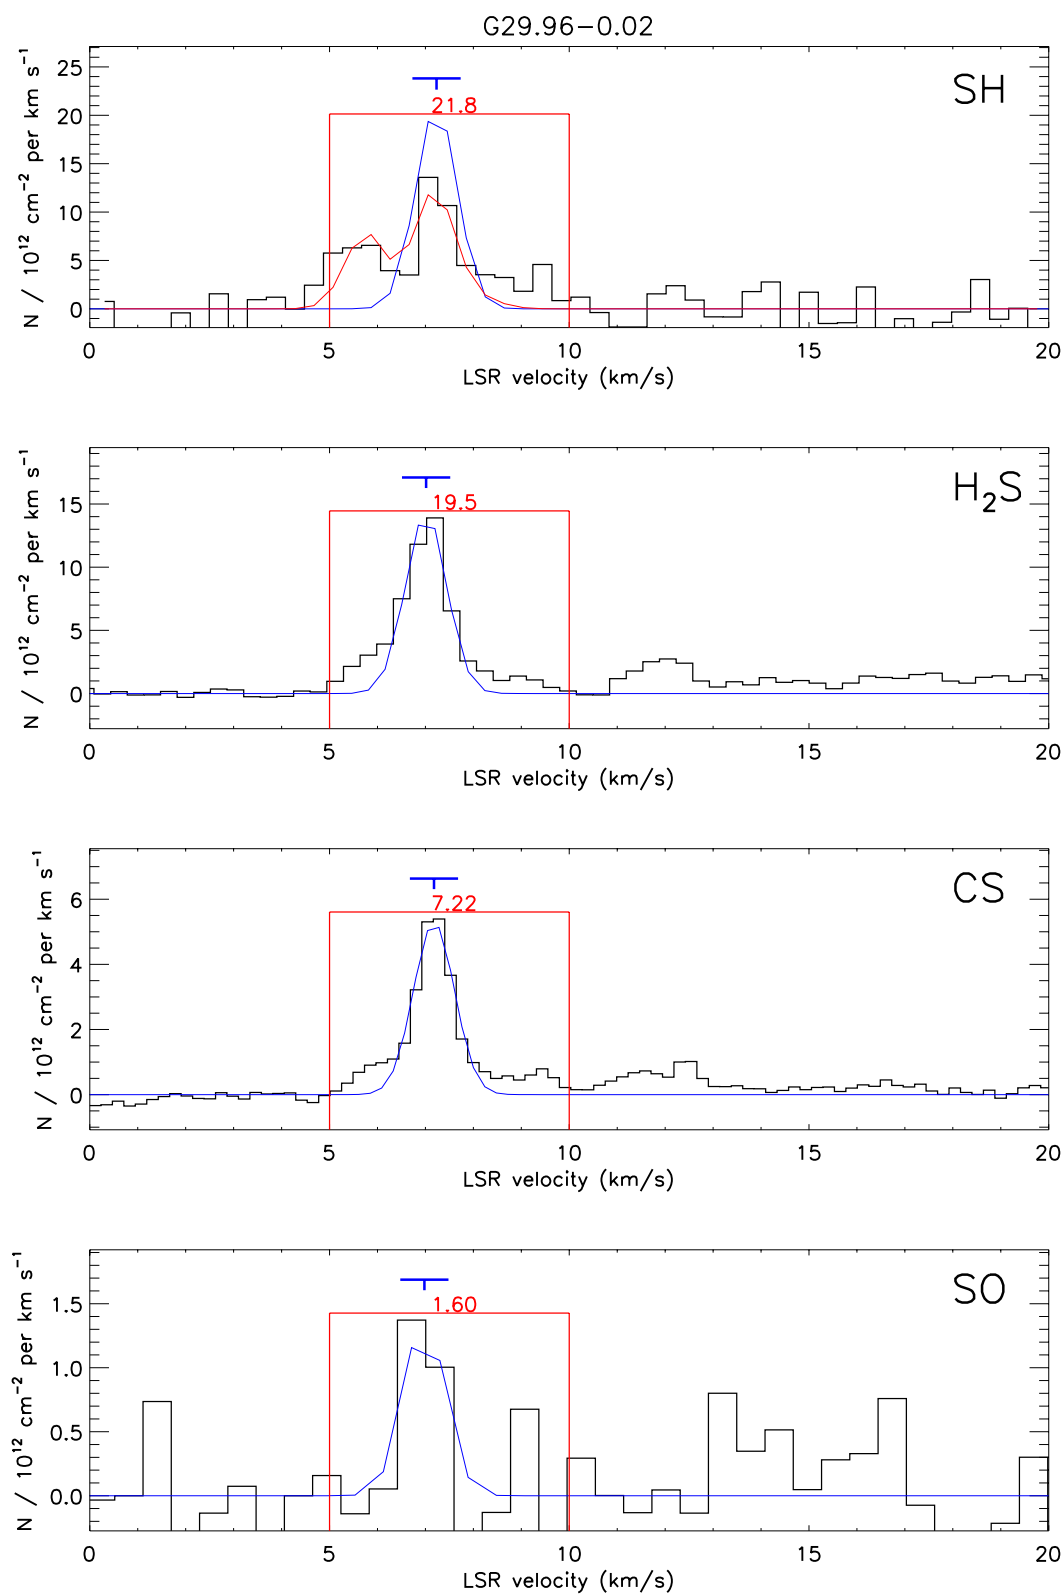 G29.96−0.02
25
20
15
10
5
0
N / 10¹² cm⁻² per km s⁻¹
SH
21.8
0 5 10 15 20
LSR velocity (km/s)
15
10
5
0
N / 10¹² cm⁻² per km s⁻¹
H₂S
19.5
0 5 10 15 20
LSR velocity (km/s)
6
4
2
0
N / 10¹² cm⁻² per km s⁻¹
CS
7.22
0 5 10 15 20
LSR velocity (km/s)
1.5
1.0
0.5
0.0
N / 10¹² cm⁻² per km s⁻¹
SO
1.60
0 5 10 15 20
LSR velocity (km/s)